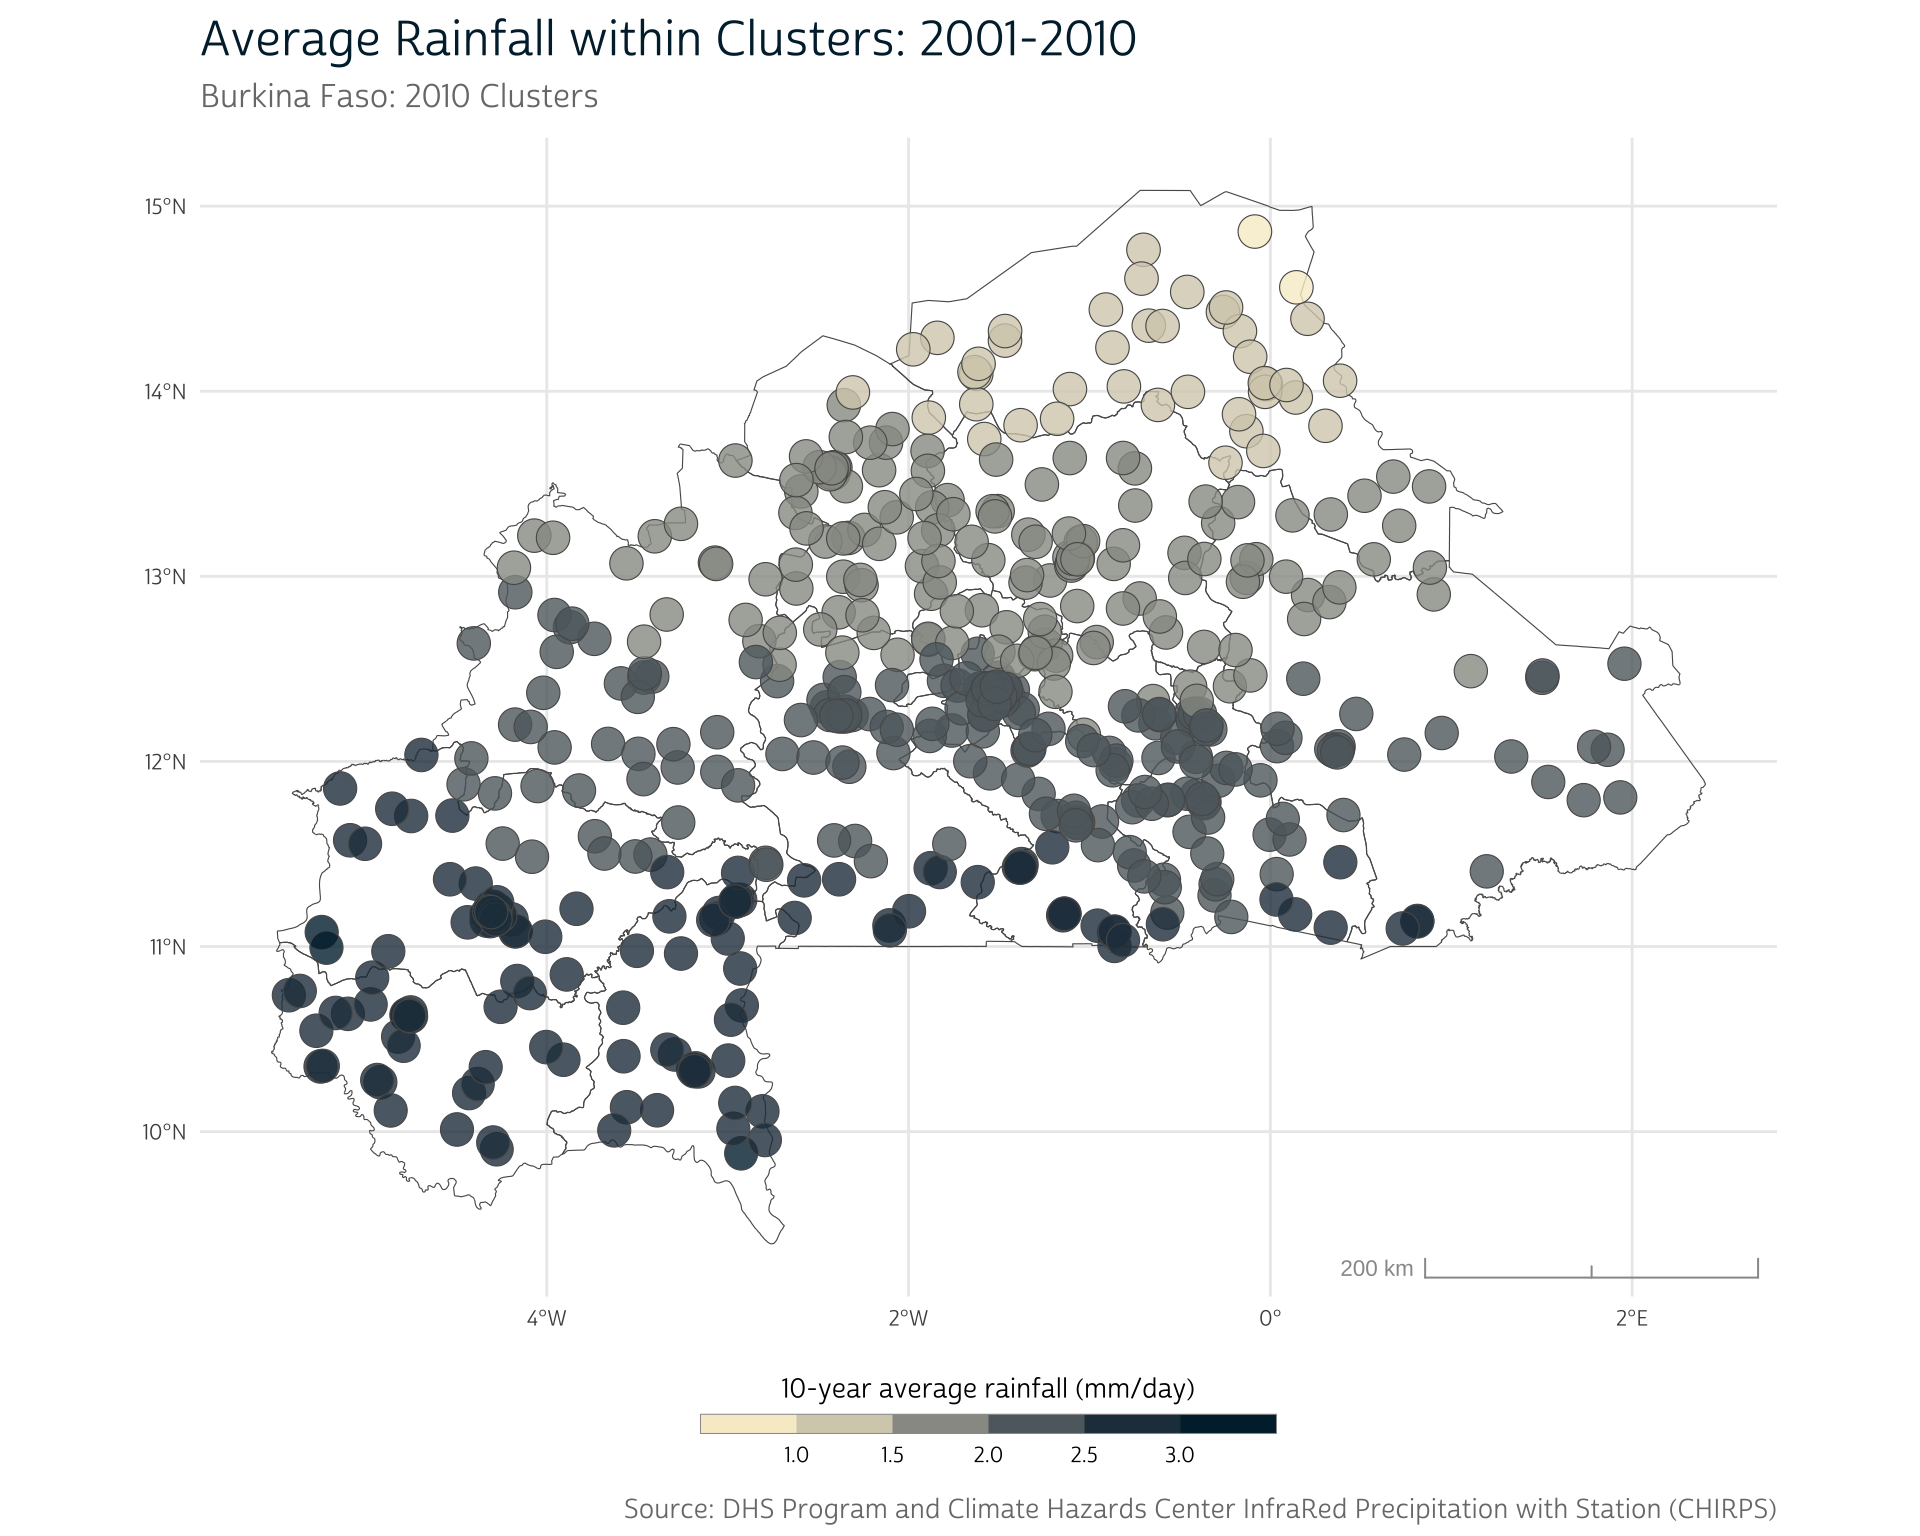 Average Rainfall within Clusters: 2001-2010
Burkina Faso: 2010 Clusters
15°N
14°N
13°N
12°N
11°N
10°N
200 km
4°W
2°W
0°
2°E
10-year average rainfall (mm/day)
1.0
1.5
2.0
2.5
3.0
Source: DHS Program and Climate Hazards Center InfraRed Precipitation with Station (CHIRPS)